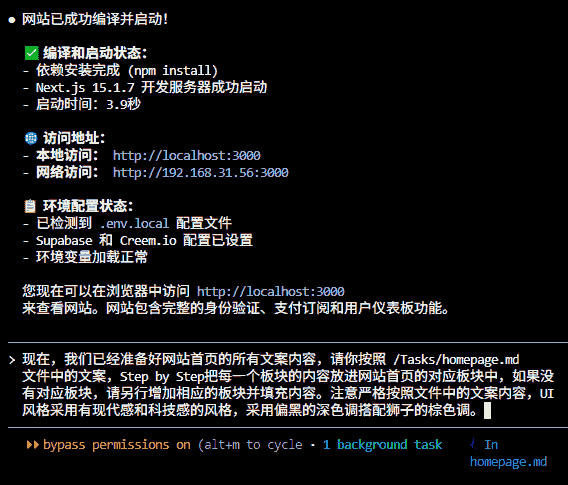 ● 网站已成功编译并启动！
✅ 编译和启动状态：
- 依赖安装完成 (npm install)
- Next.js 15.1.7 开发服务器成功启动
- 启动时间：3.9秒
🌐 访问地址：
- 本地访问： http://localhost:3000
- 网络访问： http://192.168.31.56:3000
📋 环境配置状态：
- 已检测到 .env.local 配置文件
- Supabase 和 Creem.io 配置已设置
- 环境变量加载正常
您现在可以在浏览器中访问 http://localhost:3000
来查看网站。网站包含完整的身份验证、支付订阅和用户仪表板功能。
> 现在，我们已经准备好网站首页的所有文案内容，请你按照 /Tasks/homepage.md
文件中的文案，Step by Step把每一个板块的内容放进网站首页的对应板块中，如果没
有对应板块，请另行增加相应的板块并填充内容。注意严格按照文件中的文案内容，UI
风格采用有现代感和科技感的风格，采用偏黑的深色调搭配狮子的棕色调。
⏵⏵ bypass permissions on (alt+m to cycle · 1 background task
In
homepage.md